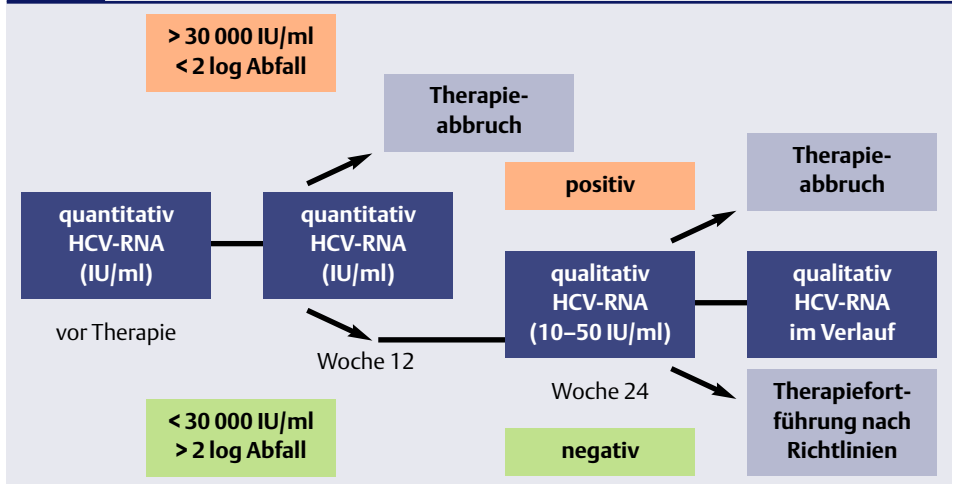 > 30 000 IU/ml
< 2 log Abfall
Therapie-
abbruch
positiv
Therapie-
abbruch
quantitativ
HCV-RNA
(IU/ml)
quantitativ
HCV-RNA
(IU/ml)
qualitativ
HCV-RNA
(10–50 IU/ml)
qualitativ
HCV-RNA
im Verlauf
vor Therapie
Woche 12
Woche 24
< 30 000 IU/ml
> 2 log Abfall
negativ
Therapiefort-
führung nach
Richtlinien